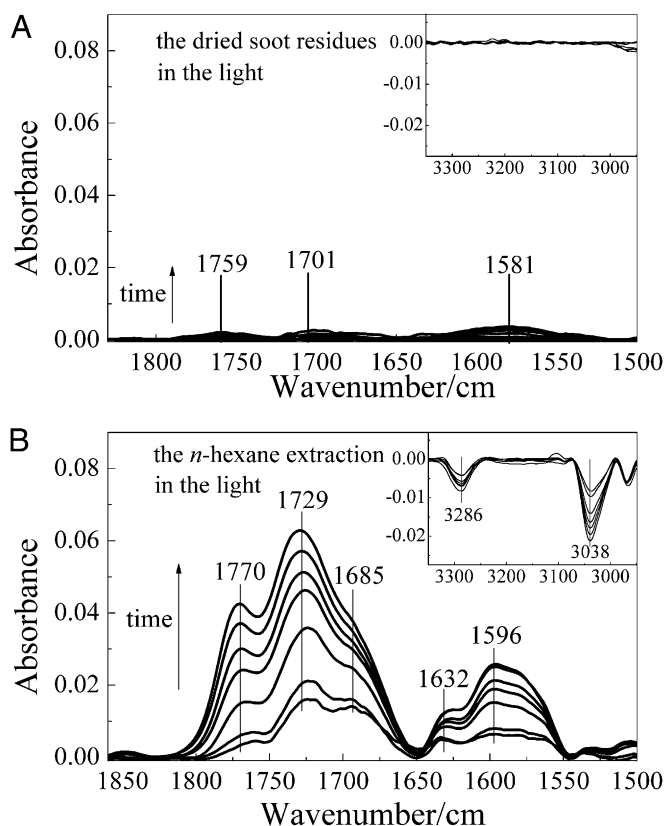 A
the dried soot residues
in the light
0.00
-0.01
-0.02
3300 3200 3100 3000
0.08
0.06
0.04
0.02
0.00
Absorbance
1759 1701 1581
time
1800 1750 1700 1650 1600 1550 1500
Wavenumber/cm
B
the n-hexane extraction
in the light
0.00
-0.01
-0.02
3286
3038
3300 3200 3100 3000
0.08
0.06
0.04
0.02
0.00
Absorbance
1729
1770 1685
time
1632 1596
1850 1800 1750 1700 1650 1600 1550 1500
Wavenumber/cm